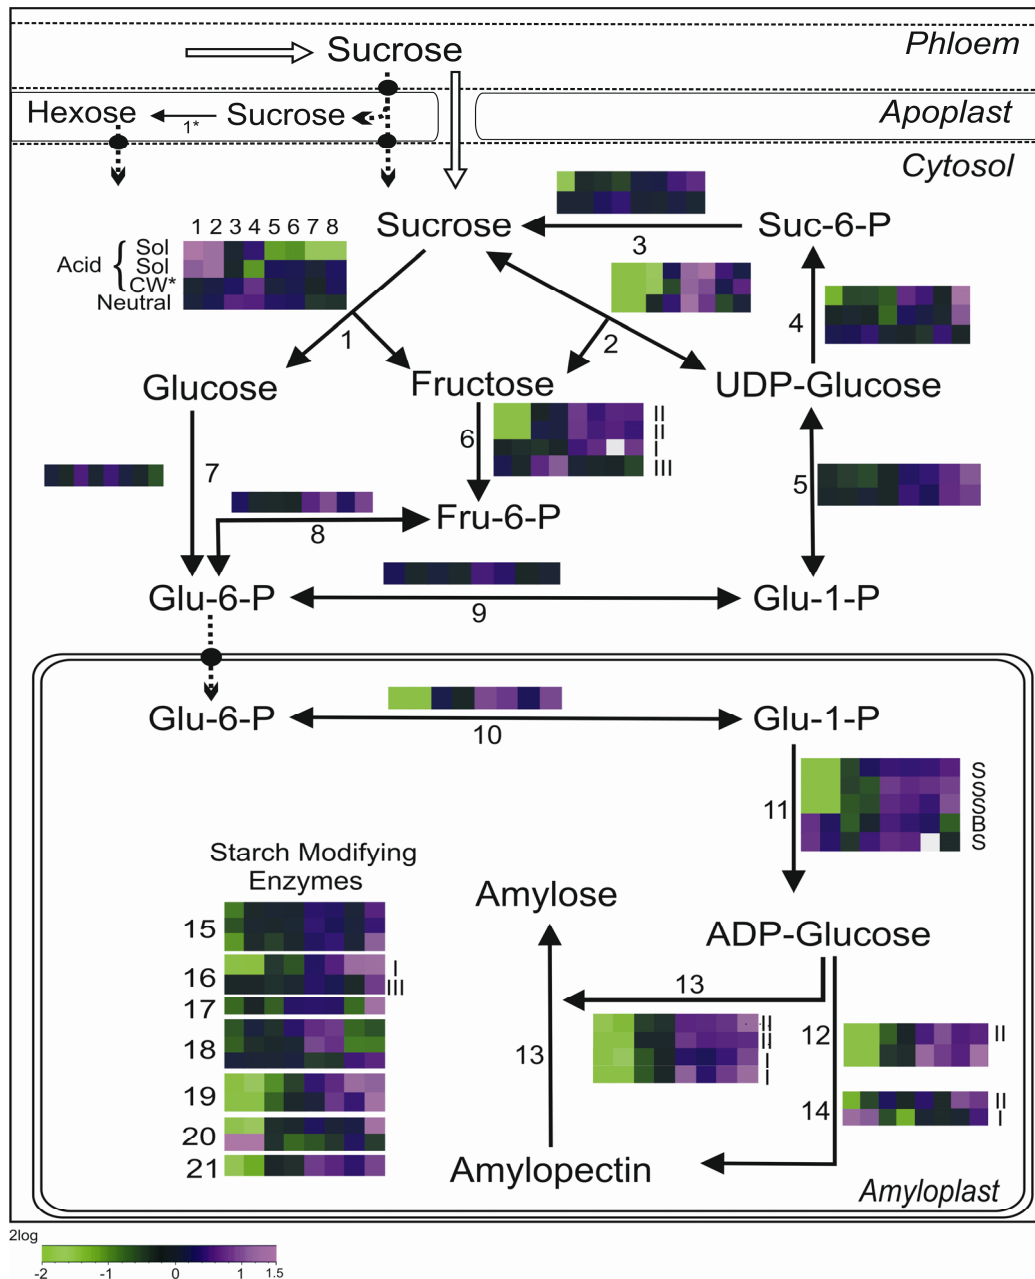 Sucrose
Phloem
Hexose
1*
Sucrose
Apoplast
Cytosol
1 2 3 4 5 6 7 8
Acid { Sol
Sol
CW*
Neutral
Sucrose
3
Suc-6-P
1
2
4
Glucose
Fructose
UDP-Glucose
6
II
II
I
III
7
5
8
Fru-6-P
Glu-6-P
9
Glu-1-P
Glu-6-P
10
Glu-1-P
11
S
S
S
B
S
Starch Modifying
Enzymes
15
16
I
III
17
18
19
20
21
Amylose
ADP-Glucose
13
13
II
II
I
I
12
II
14
II
I
Amylopectin
Amyloplast
2log
-2 -1 0 1 1.5